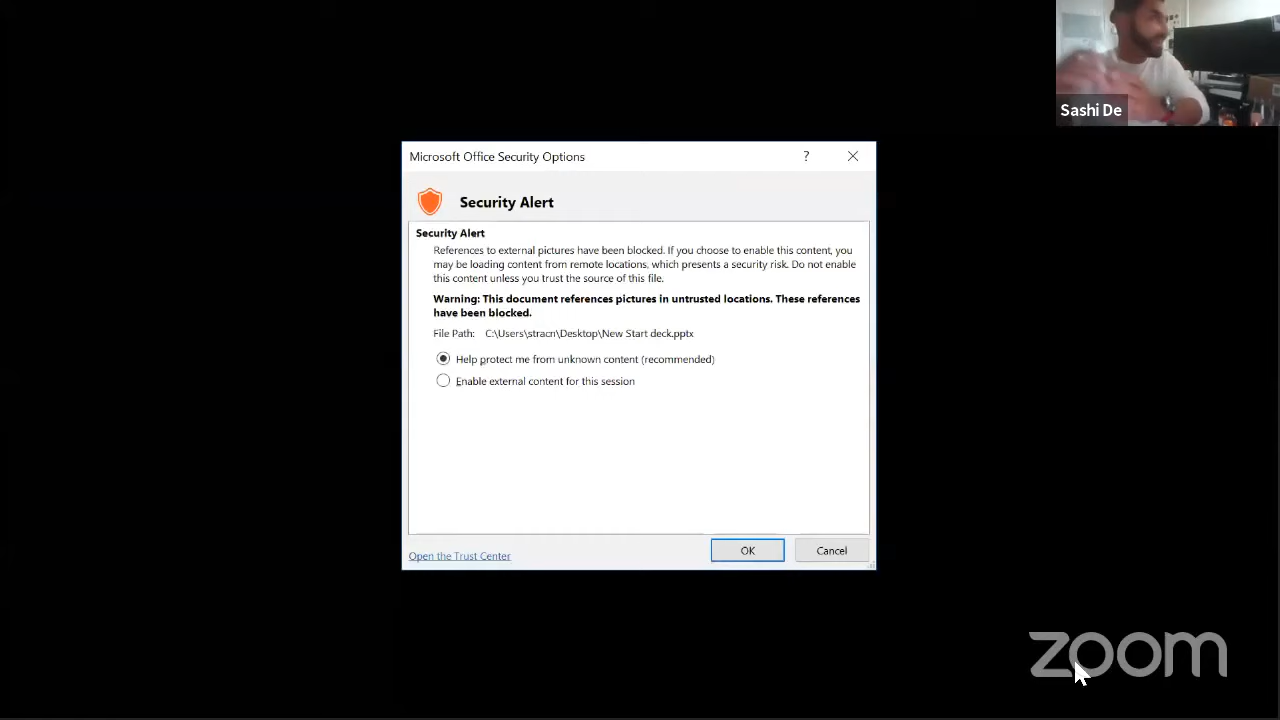 Sashi De
Microsoft Office Security Options
?
Security Alert
Security Alert
References to external pictures have been blocked. If you choose to enable this content, you
may be loading content from remote locations, which presents a security risk. Do not enable
this content unless you trust the source of this file.
Warning: This document references pictures in untrusted locations. These references
have been blocked.
File Path: C:\Users\stracn\Desktop\New Start deck.pptx
Help protect me from unknown content (recommended)
Enable external content for this session
Open the Trust Center
OK
Cancel
zoom